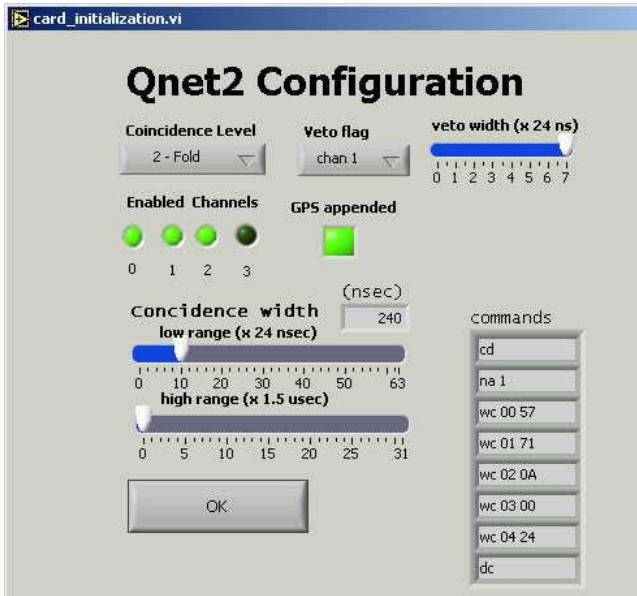 card_initialization.vi
Qnet2 Configuration
Coincidence Level
Veto flag
veto width (x 24 ns)
2 - Fold
chan 1
0 1 2 3 4 5 6 7
Enabled Channels
GPS appended
0 1 2 3
(nsec)
Concidence width
240
low range (x 24 nsec)
0 10 20 30 40 50 63
high range (x 1.5 usec)
0 5 10 15 20 25 31
OK
commands
cd
na 1
wc 00 57
wc 01 71
wc 02 0A
wc 03 00
wc 04 24
dc